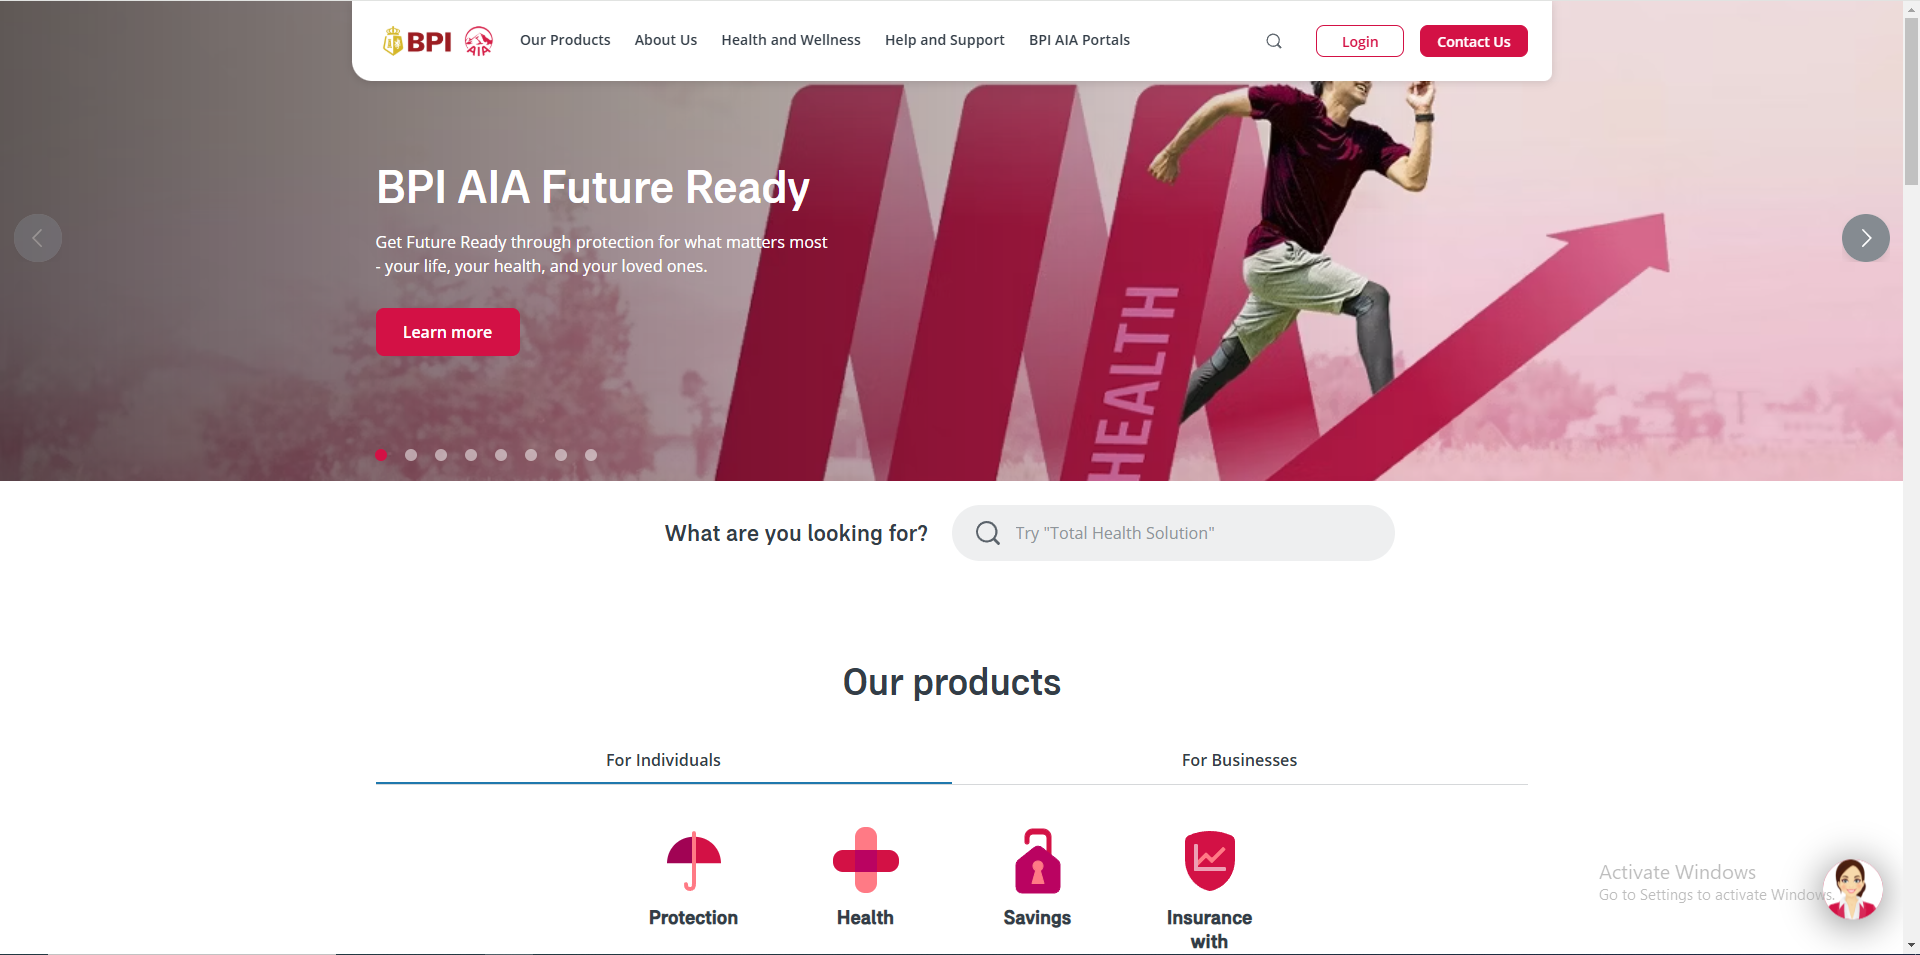 BPI AIA Our Products About Us Health and Wellness Help and Support BPI AIA Portals Login Contact Us
BPI AIA Future Ready
Get Future Ready through protection for what matters most
- your life, your health, and your loved ones.
Learn more
HEALTH
What are you looking for? Try "Total Health Solution"
Our products
For Individuals For Businesses
Protection Health Savings Insurance
with
Activate Windows
Go to Settings to activate Windows.